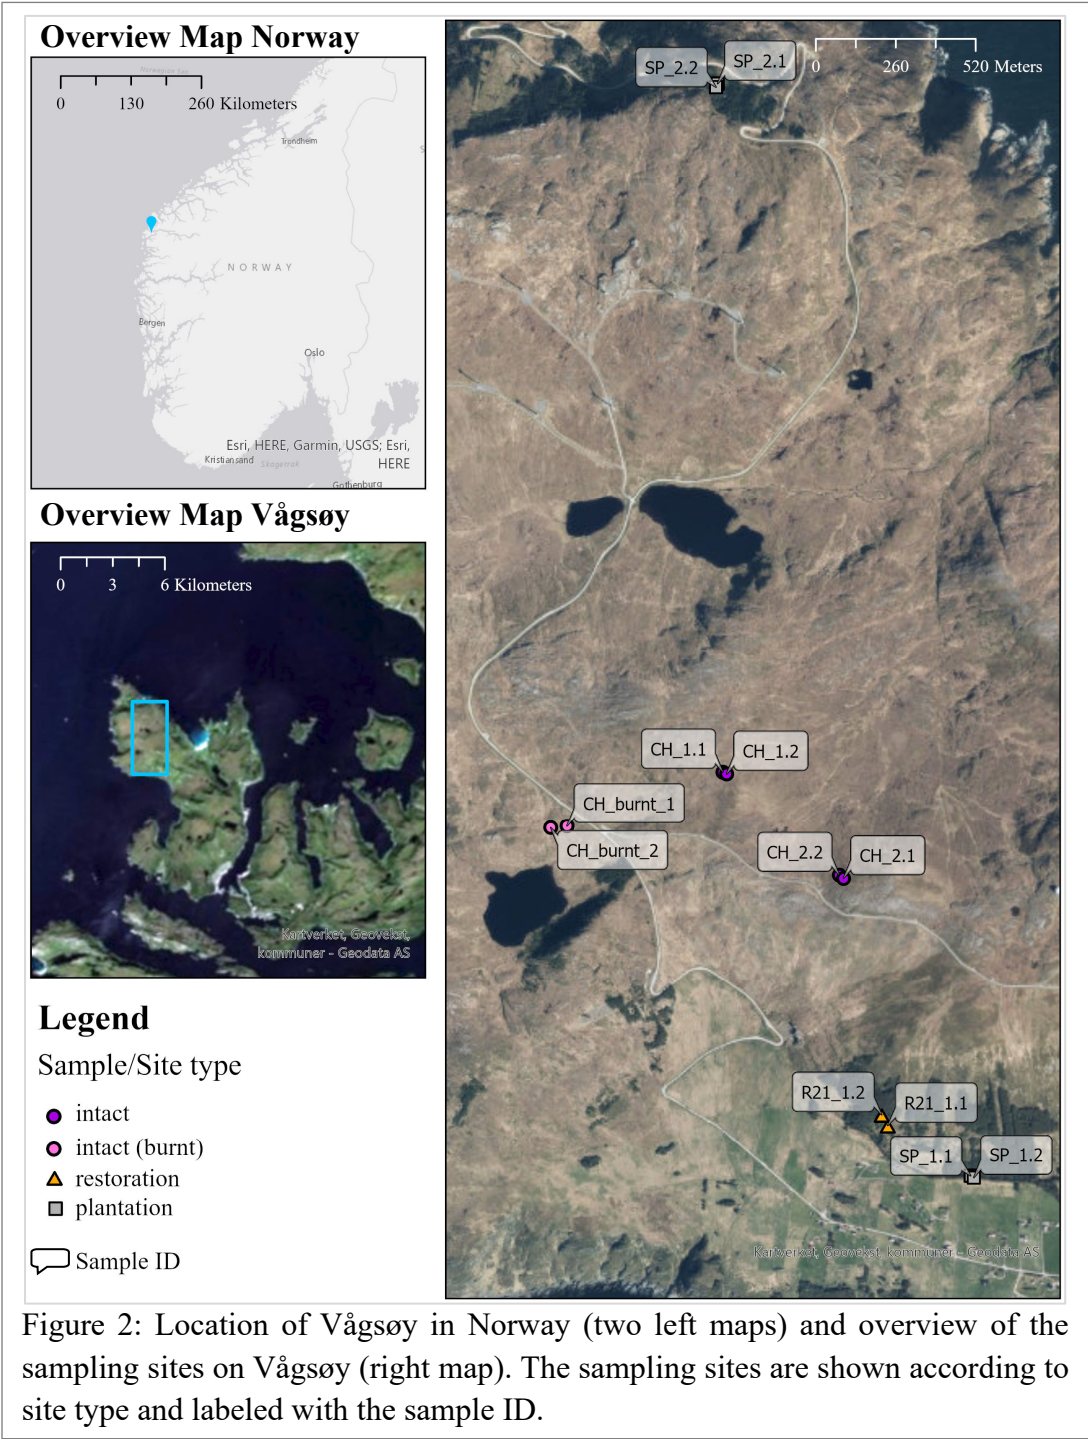 Overview Map Norway
Norwegian Sea
0 130 260 Kilometers
Trondheim
NORWAY
Bergen
Oslo
Esri, HERE, Garmin, USGS; Esri,
HERE
Kristiansand
Skagerrak
Gothenburg
Overview Map Vågsøy
0 3 6 Kilometers
Kartverket, Geovekst,
kommuner - Geodata AS
Legend
Sample/Site type
intact
intact (burnt)
restoration
plantation
Sample ID
SP_2.2 SP_2.1
0 260 520 Meters
CH_1.1 CH_1.2
CH_burnt_1
CH_burnt_2
CH_2.2 CH_2.1
R21_1.2 R21_1.1
SP_1.1 SP_1.2
Kartverket, Geovekst, kommuner - Geodata AS
Figure 2: Location of Vågsøy in Norway (two left maps) and overview of the
sampling sites on Vågsøy (right map). The sampling sites are shown according to
site type and labeled with the sample ID.